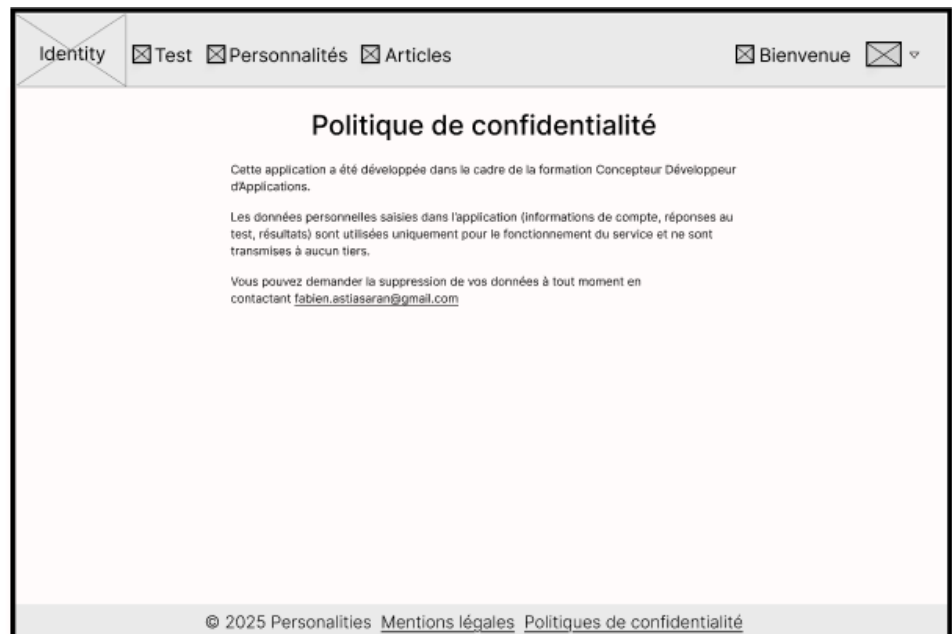 Identity Test Personnalités Articles Bienvenue
Politique de confidentialité
Cette application a été développée dans le cadre de la formation Concepteur Développeur
d'Applications.
Les données personnelles saisies dans l'application (informations de compte, réponses au
test, résultats) sont utilisées uniquement pour le fonctionnement du service et ne sont
transmises à aucun tiers.
Vous pouvez demander la suppression de vos données à tout moment en
contactant fabien.astiasaran@gmail.com
© 2025 Personalities Mentions légales Politiques de confidentialité